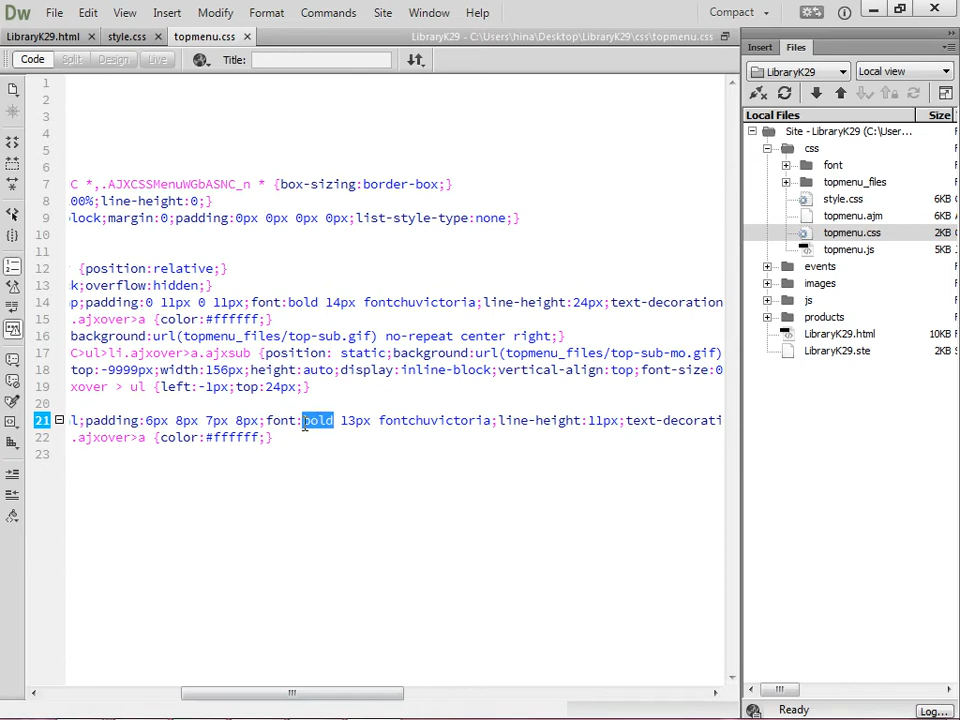 Dw File Edit View Insert Modify Format Commands Site Window Help Compact
LibraryK29.html style.css topmenu.css LibraryK29 - C:\Users\hina\Desktop\LibraryK29\css\topmenu.css
Code Split Design Live Title:
1
2
3
4
5
6
7 C *,.AJXCSSMenuWGbASNC_n * {box-sizing:border-box;}
8 00%;line-height:0;}
9 block;margin:0;padding:0px 0px 0px 0px;list-style-type:none;}
10
11
12 {position:relative;}
13 k;overflow:hidden;}
14 p;padding:0 11px 0 11px;font:bold 14px fontchuvictoria;line-height:24px;text-decoration
15 .ajxover>a {color:#ffffff;}
16 background:url(topmenu_files/top-sub.gif) no-repeat center right;}
17 C>ul>li.ajxover>a.ajxsub {position: static;background:url(topmenu_files/top-sub-mo.gif)
18 top:-9999px;width:156px;height:auto;display:inline-block;vertical-align:top;font-size:0
19 xover > ul {left:-1px;top:24px;}
20
21 l;padding:6px 8px 7px 8px;font:bold 13px fontchuvictoria;line-height:11px;text-decorati
22 .ajxover>a {color:#ffffff;}
23
Insert Files
LibraryK29 Local view
Local Files Size
Site - LibraryK29 (C:\User... F
css F
font F
topmenu_files F
style.css 6KB C
topmenu.ajm 6KB A
topmenu.css 2KB C
topmenu.js 5KB J
events F
images F
js F
products F
LibraryK29.html 10KB F
LibraryK29.ste 2KB F
Ready Log...